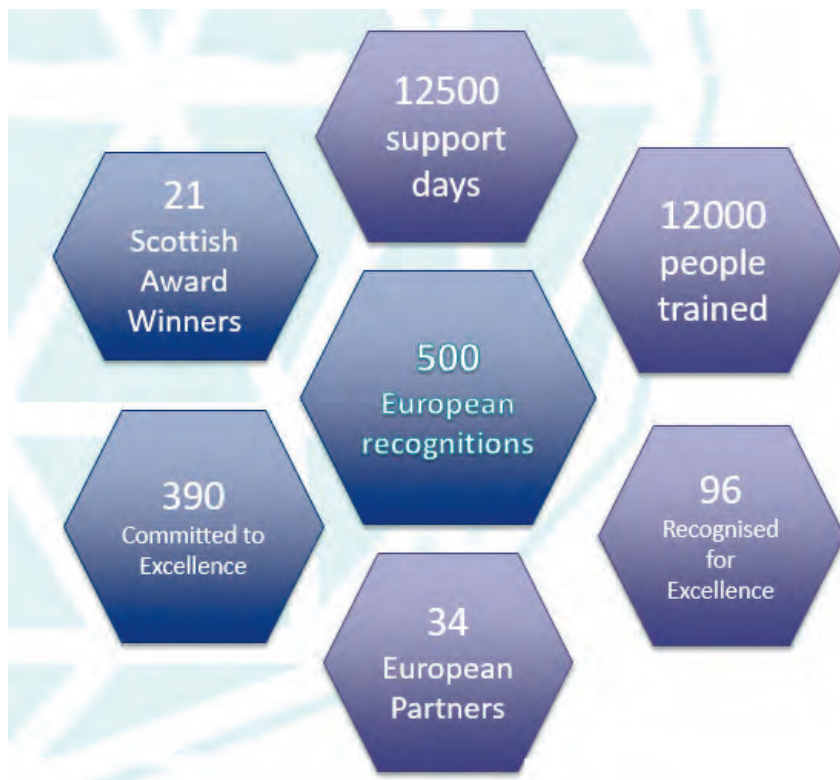 12500
support
days
21
Scottish
Award
Winners
12000
people
trained
500
European
recognitions
390
Committed to
Excellence
96
Recognised
for
Excellence
34
European
Partners